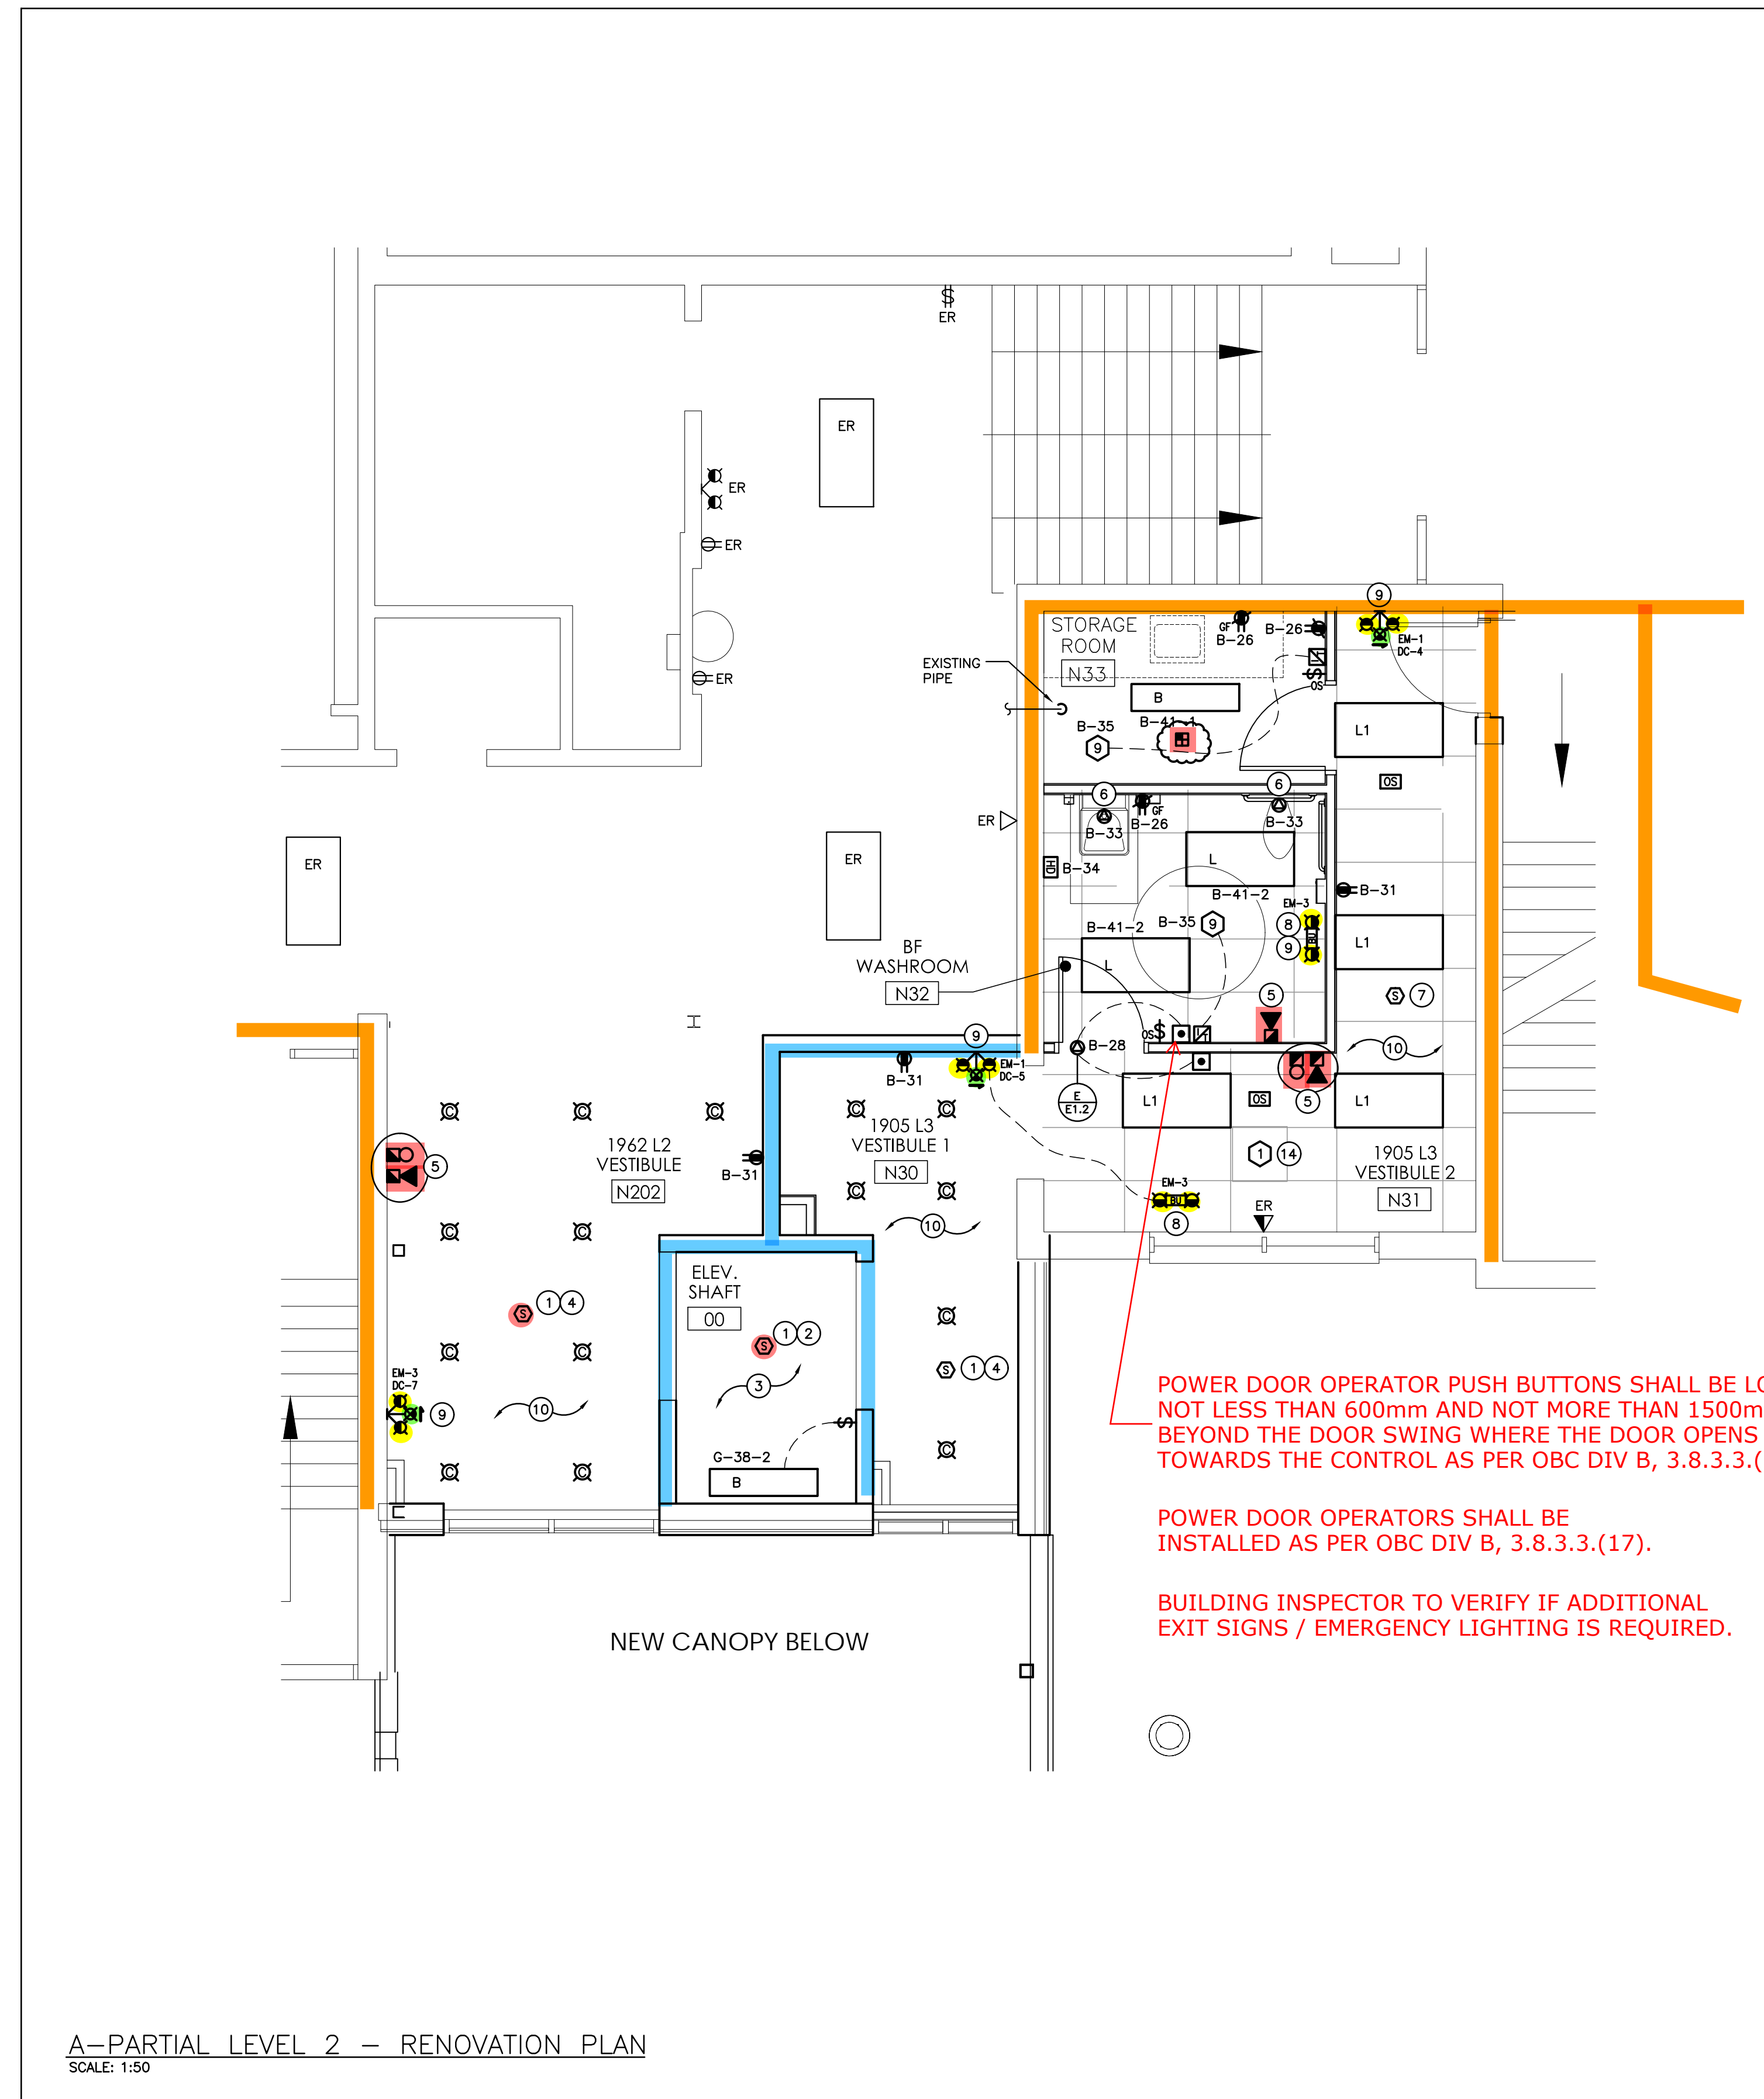 $
ER
ER
ER
ER
ER
ER
ER
EXISTING
PIPE
STORAGE
ROOM
N33
GF
B-26
B-26
$
OS
B
B-41-1
B-35
9
9
EM-1
DC-4
L1
OS
6
6
B-33
GF
B-26
B-33
ER
HD
B-34
L
B-41-2
B-31
EM-3
8
BU
9
B-35
9
B-41-2
L
L1
BF
WASHROOM
N32
S
7
5
OS
$
B-28
10
9
EM-1
DC-5
B-31
E
E1.2
L1
OS
5
L1
C
C
C
C
C
1962 L2
VESTIBULE
N202
1905 L3
VESTIBULE 1
N30
1
14
1905 L3
VESTIBULE 2
N31
5
B-31
C
C
EM-3
BU
8
ER
C
C
10
ELEV.
SHAFT
00
S
1
4
C
S
1
2
C
C
S
1
4
EM-3
DC-7
3
9
10
$
C
G-38-2
B
C
C
POWER DOOR OPERATOR PUSH BUTTONS SHALL BE LO
NOT LESS THAN 600mm AND NOT MORE THAN 1500m
BEYOND THE DOOR SWING WHERE THE DOOR OPENS
TOWARDS THE CONTROL AS PER OBC DIV B, 3.8.3.3.(
POWER DOOR OPERATORS SHALL BE
INSTALLED AS PER OBC DIV B, 3.8.3.3.(17).
BUILDING INSPECTOR TO VERIFY IF ADDITIONAL
EXIT SIGNS / EMERGENCY LIGHTING IS REQUIRED.
NEW CANOPY BELOW
A-PARTIAL LEVEL 2 - RENOVATION PLAN
SCALE: 1:50